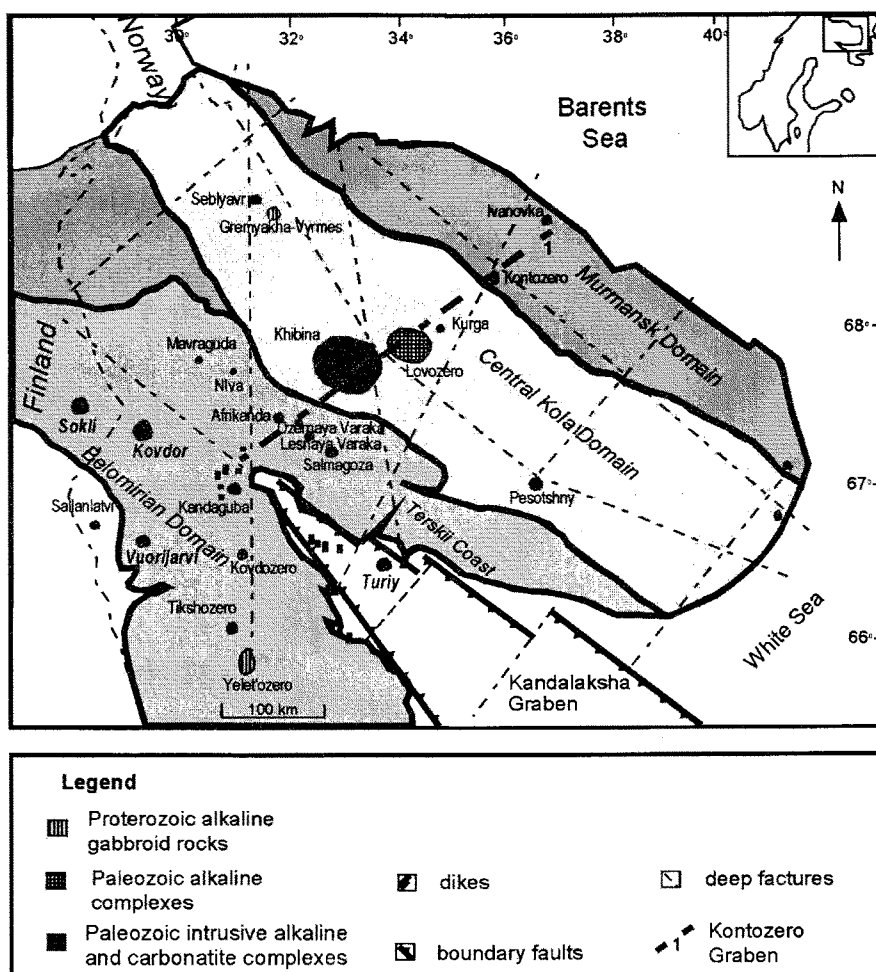 30°
32°
34°
36°
38°
40°
Norway
Barents
Sea
N
Seblyavr
Gremyakha-Vyrmes
Ivanovka
1
Kontozero
Murmansk Domain
68°
Kurga
Khibina
Lovozero
Mavraguda
Niva
Central Kola Domain
Finland
Afrikanda
Ozernaya Varaka
Lesnaya Varaka
Salmagoza
Sokli
Kovdor
67°
Pesotshny
Belomirian Domain
Kandaguba
Sallanlatvi
Terskii Coast
Vuorijarvi
Kovdozero
Turiy
Tikshozero
White Sea
66°
Yelet'ozero
Kandalaksha
Graben
100 km
Legend
Proterozoic alkaline
gabbroid rocks
Paleozoic alkaline
complexes
dikes
deep factures
Paleozoic intrusive alkaline
and carbonatite complexes
boundary faults
1
Kontozero
Graben